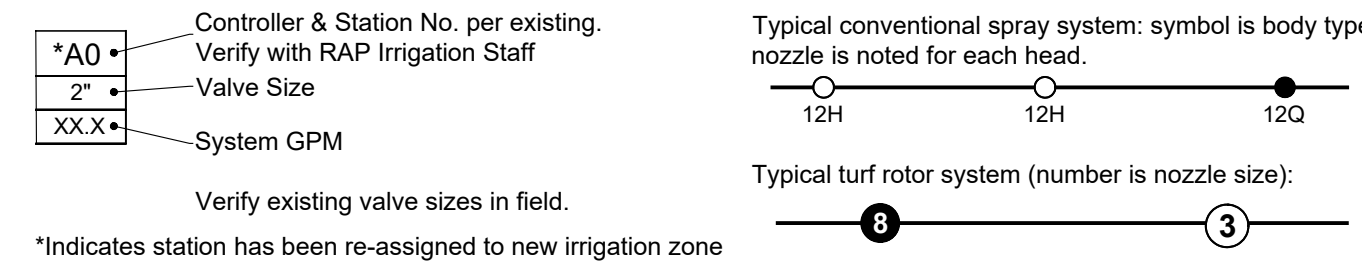 *A0
2"
XX.X
Controller & Station No. per existing.
Verify with RAP Irrigation Staff
Valve Size
System GPM
Verify existing valve sizes in field.
*Indicates station has been re-assigned to new irrigation zone
Typical conventional spray system: symbol is body type
nozzle is noted for each head.
12H 12H 12Q
Typical turf rotor system (number is nozzle size):
8 3